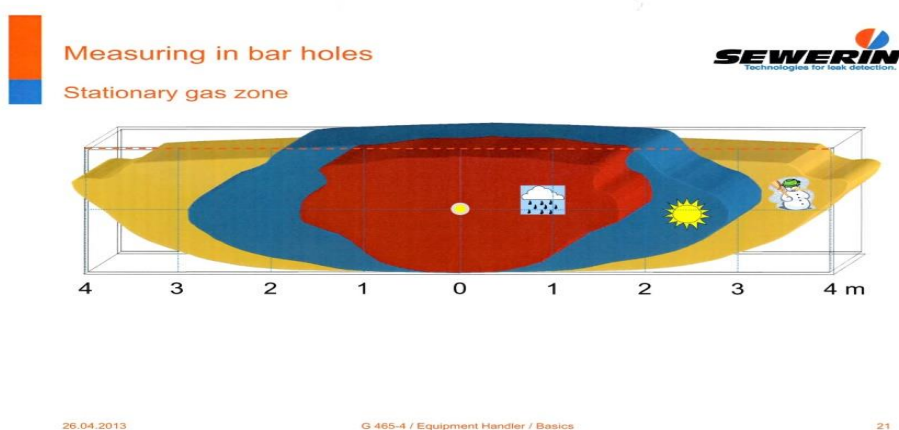 Measuring in bar holes
SEWERIN
Technologies for leak detection.
Stationary gas zone
4 3 2 1 0 1 2 3 4 m
26.04.2013 G 465-4 / Equipment Handler / Basics 21